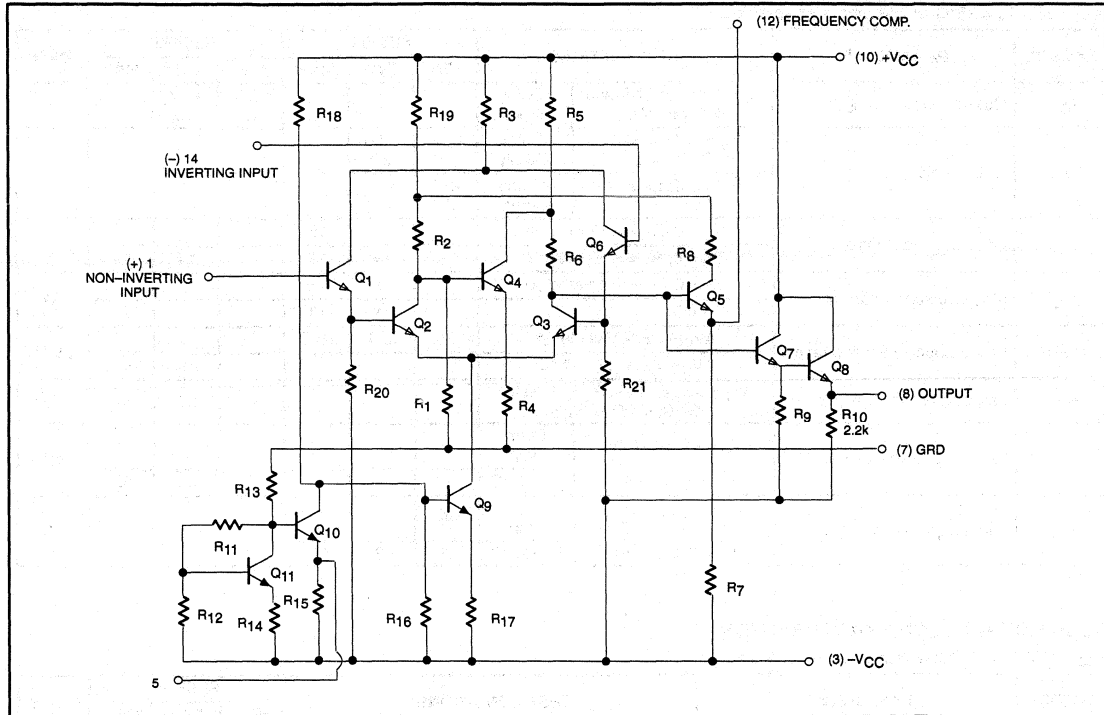 (12) FREQUENCY COMP.
(10) +VCC
R18
R19
R3
R5
(–) 14
INVERTING INPUT
R2
Q6
R8
R6
(+) 1
NON–INVERTING
INPUT
Q1
Q4
Q5
Q2
Q3
Q7
Q8
R20
R1
R4
R21
R9
R10
2.2k
(8) OUTPUT
(7) GRD
R13
Q10
Q9
R11
Q11
R12
R14
R15
R16
R17
R7
(3) –VCC
5